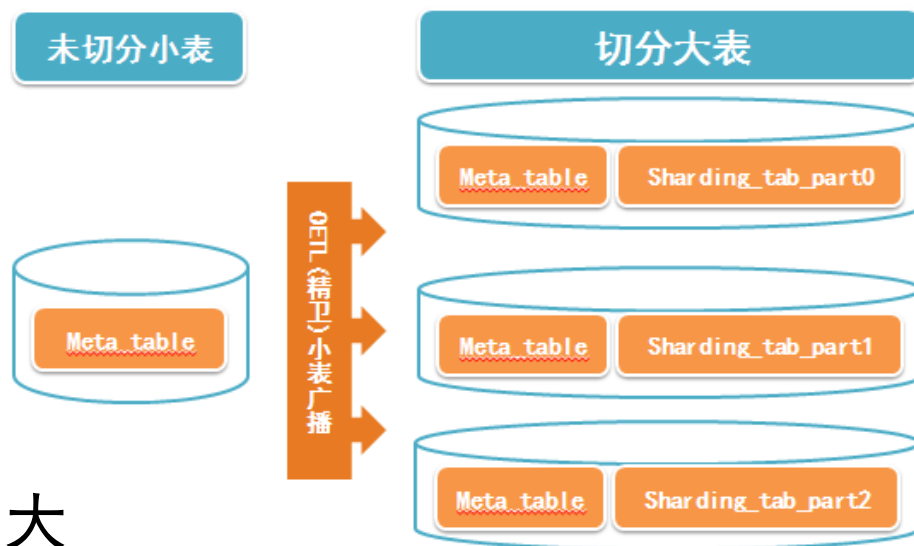 未切分小表
切分大表
Meta_table
Sharding_tab_part0
OETL(精卫)小表广播
Meta_table
Meta_table
Sharding_tab_part1
Meta_table
Sharding_tab_part2
大